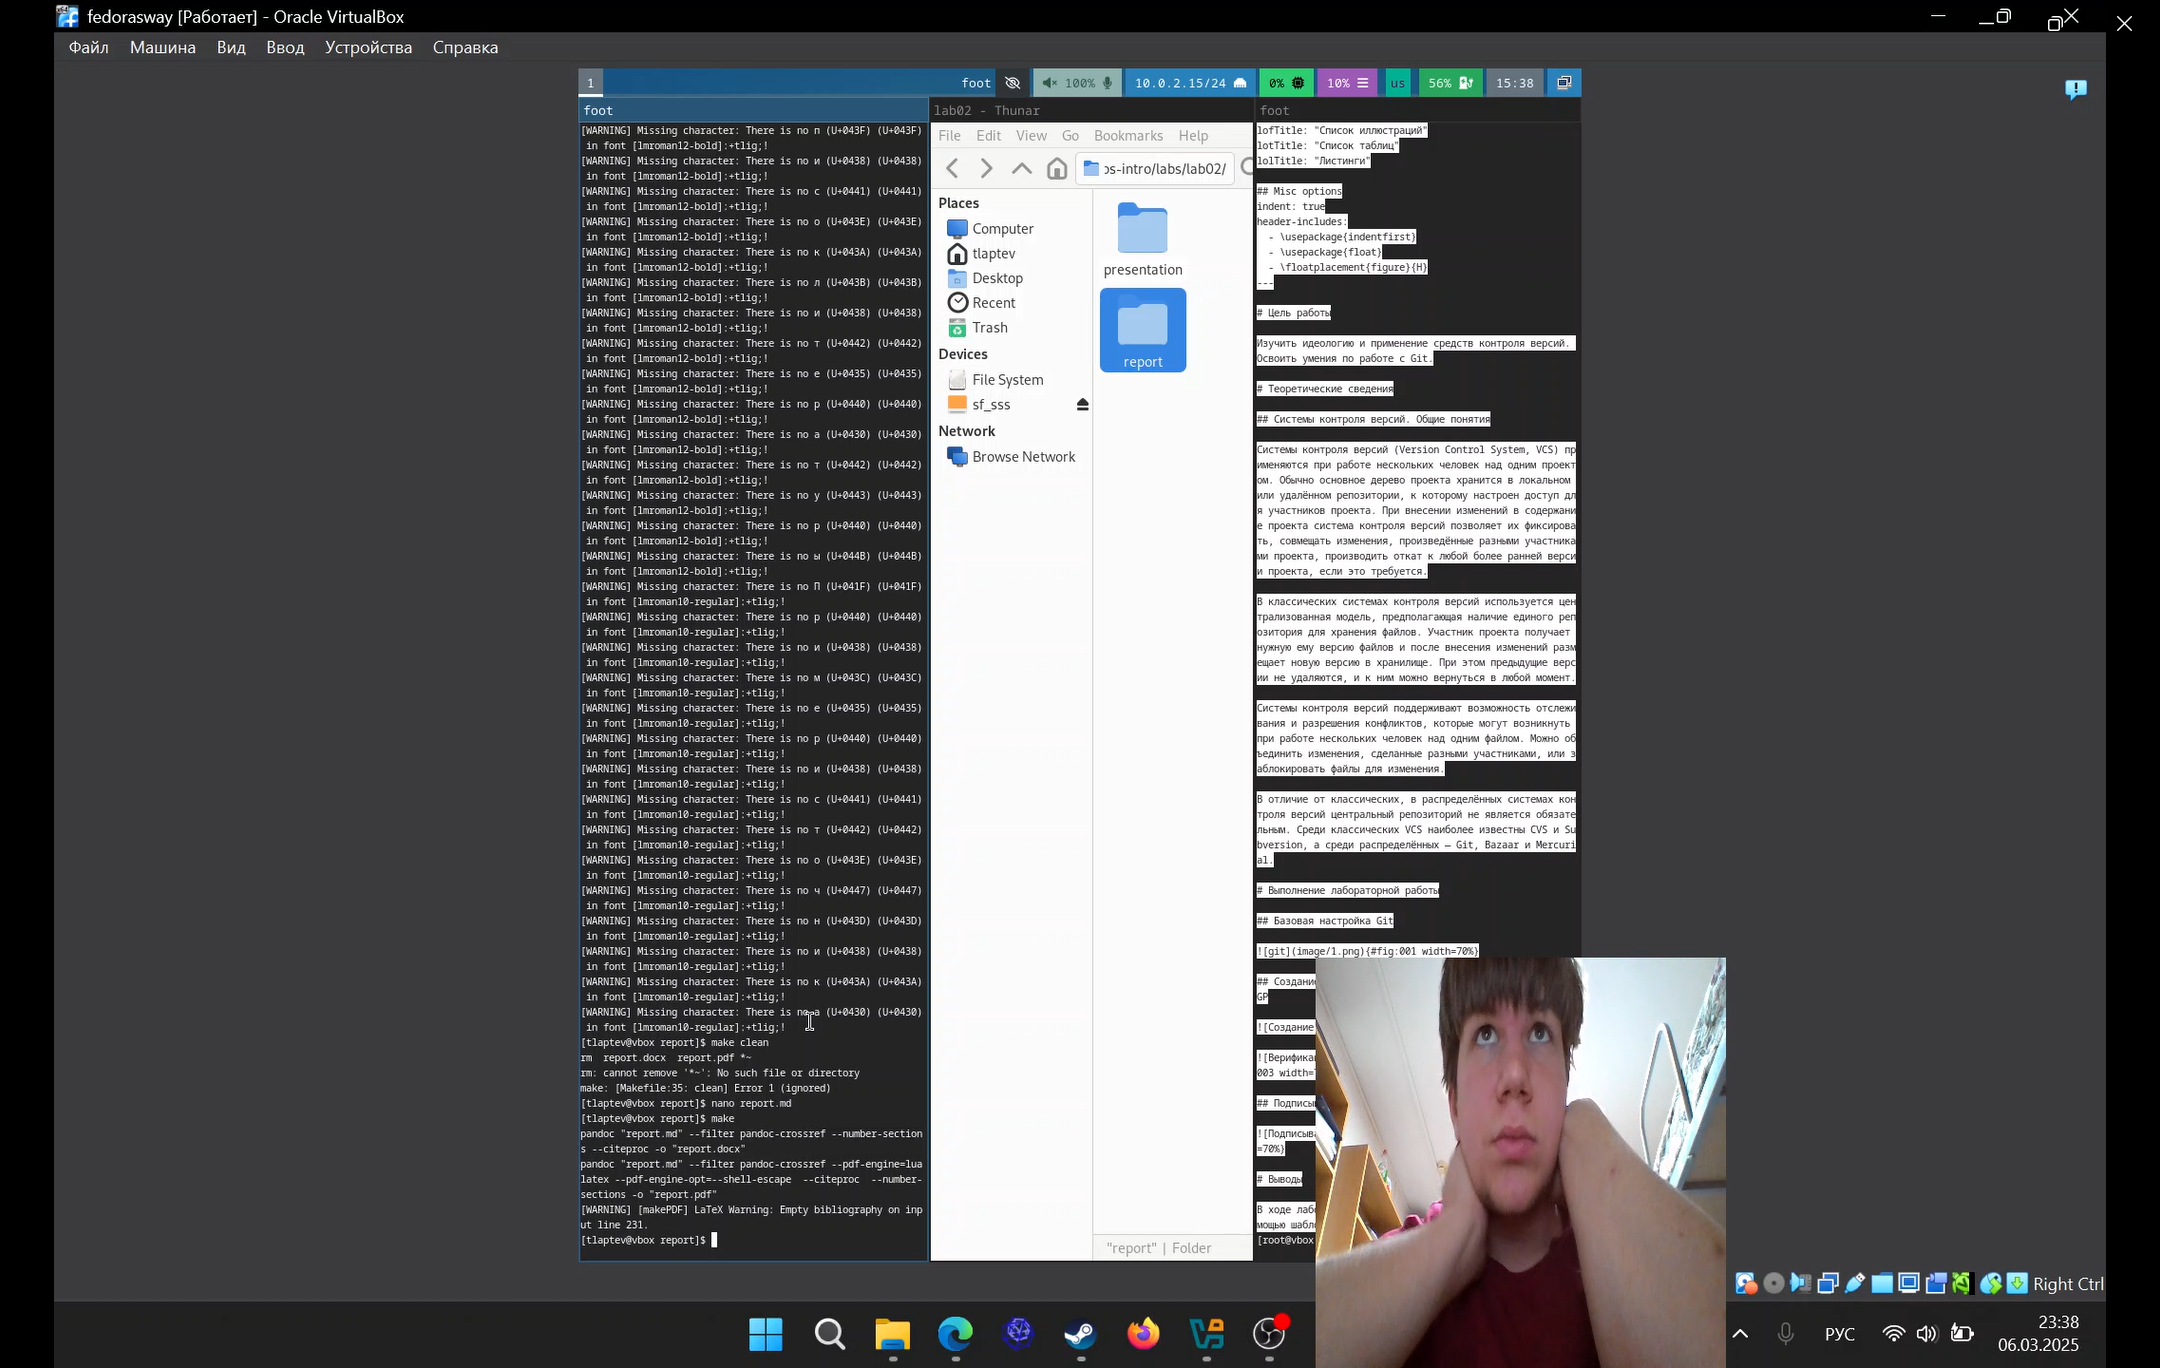 fedorasway [Работает] - Oracle VirtualBox
Файл Машина Вид Ввод Устройства Справка
1 foot 100% 10.0.2.15/24 0% 10% us 56% 15:38
foot
[WARNING] Missing character: There is no п (U+043F) (U+043F)
in font [lmroman12-bold]:+tlig;!
[WARNING] Missing character: There is no и (U+0438) (U+0438)
in font [lmroman12-bold]:+tlig;!
[WARNING] Missing character: There is no с (U+0441) (U+0441)
in font [lmroman12-bold]:+tlig;!
[WARNING] Missing character: There is no о (U+043E) (U+043E)
in font [lmroman12-bold]:+tlig;!
[WARNING] Missing character: There is no к (U+043A) (U+043A)
in font [lmroman12-bold]:+tlig;!
[WARNING] Missing character: There is no л (U+043B) (U+043B)
in font [lmroman12-bold]:+tlig;!
[WARNING] Missing character: There is no и (U+0438) (U+0438)
in font [lmroman12-bold]:+tlig;!
[WARNING] Missing character: There is no т (U+0442) (U+0442)
in font [lmroman12-bold]:+tlig;!
[WARNING] Missing character: There is no е (U+0435) (U+0435)
in font [lmroman12-bold]:+tlig;!
[WARNING] Missing character: There is no р (U+0440) (U+0440)
in font [lmroman12-bold]:+tlig;!
[WARNING] Missing character: There is no а (U+0430) (U+0430)
in font [lmroman12-bold]:+tlig;!
[WARNING] Missing character: There is no т (U+0442) (U+0442)
in font [lmroman12-bold]:+tlig;!
[WARNING] Missing character: There is no у (U+0443) (U+0443)
in font [lmroman12-bold]:+tlig;!
[WARNING] Missing character: There is no р (U+0440) (U+0440)
in font [lmroman12-bold]:+tlig;!
[WARNING] Missing character: There is no ы (U+044B) (U+044B)
in font [lmroman12-bold]:+tlig;!
[WARNING] Missing character: There is no П (U+041F) (U+041F)
in font [lmroman10-regular]:+tlig;!
[WARNING] Missing character: There is no р (U+0440) (U+0440)
in font [lmroman10-regular]:+tlig;!
[WARNING] Missing character: There is no и (U+0438) (U+0438)
in font [lmroman10-regular]:+tlig;!
[WARNING] Missing character: There is no м (U+043C) (U+043C)
in font [lmroman10-regular]:+tlig;!
[WARNING] Missing character: There is no е (U+0435) (U+0435)
in font [lmroman10-regular]:+tlig;!
[WARNING] Missing character: There is no р (U+0440) (U+0440)
in font [lmroman10-regular]:+tlig;!
[WARNING] Missing character: There is no и (U+0438) (U+0438)
in font [lmroman10-regular]:+tlig;!
[WARNING] Missing character: There is no с (U+0441) (U+0441)
in font [lmroman10-regular]:+tlig;!
[WARNING] Missing character: There is no т (U+0442) (U+0442)
in font [lmroman10-regular]:+tlig;!
[WARNING] Missing character: There is no о (U+043E) (U+043E)
in font [lmroman10-regular]:+tlig;!
[WARNING] Missing character: There is no ч (U+0447) (U+0447)
in font [lmroman10-regular]:+tlig;!
[WARNING] Missing character: There is no н (U+043D) (U+043D)
in font [lmroman10-regular]:+tlig;!
[WARNING] Missing character: There is no и (U+0438) (U+0438)
in font [lmroman10-regular]:+tlig;!
[WARNING] Missing character: There is no к (U+043A) (U+043A)
in font [lmroman10-regular]:+tlig;!
[WARNING] Missing character: There is no а (U+0430) (U+0430)
in font [lmroman10-regular]:+tlig;!
[tlaptev@vbox report]$ make clean
rm report.docx report.pdf *~
rm: cannot remove '*~': No such file or directory
make: [Makefile:35: clean] Error 1 (ignored)
[tlaptev@vbox report]$ nano report.md
[tlaptev@vbox report]$ make
pandoc "report.md" --filter pandoc-crossref --number-section
s --citeproc -o "report.docx"
pandoc "report.md" --filter pandoc-crossref --pdf-engine=lua
latex --pdf-engine-opt=--shell-escape --citeproc --number-
sections -o "report.pdf"
[WARNING] [makePDF] LaTeX Warning: Empty bibliography on inp
ut line 231.
[tlaptev@vbox report]$
lab02 - Thunar
File Edit View Go Bookmarks Help
os-intro/labs/lab02/
Places
Computer
tlaptev
Desktop
Recent
Trash
Devices
File System
sf_sss
Network
Browse Network
presentation
report
"report" | Folder
foot
lofTitle: "Список иллюстраций"
lotTitle: "Список таблиц"
lolTitle: "Листинги"
## Misc options
indent: true
header-includes:
- \usepackage{indentfirst}
- \usepackage{float}
- \floatplacement{figure}{H}
---
# Цель работы
Изучить идеологию и применение средств контроля версий.
Освоить умения по работе с Git.
# Теоретические сведения
## Системы контроля версий. Общие понятия
Системы контроля версий (Version Control System, VCS) пр
именяются при работе нескольких человек над одним проект
ом. Обычно основное дерево проекта хранится в локальном
или удалённом репозитории, к которому настроен доступ дл
я участников проекта. При внесении изменений в содержани
е проекта система контроля версий позволяет их фиксирова
ть, совмещать изменения, произведённые разными участника
ми проекта, производить откат к любой более ранней верси
и проекта, если это требуется.
В классических системах контроля версий используется цен
трализованная модель, предполагающая наличие единого реп
озитория для хранения файлов. Участник проекта получает
нужную ему версию файлов и после внесения изменений разм
ещает новую версию в хранилище. При этом предыдущие верс
ии не удаляются, и к ним можно вернуться в любой момент.
Системы контроля версий поддерживают возможность отслежи
вания и разрешения конфликтов, которые могут возникнуть
при работе нескольких человек над одним файлом. Можно об
ъединить изменения, сделанные разными участниками, или з
аблокировать файлы для изменения.
В отличие от классических, в распределённых системах кон
троля версий центральный репозиторий не является обязате
льным. Среди классических VCS наиболее известны CVS и Su
bversion, а среди распределённых — Git, Bazaar и Mercuri
al.
# Выполнение лабораторной работы
## Базовая настройка Git
![git](image/1.png){#fig:001 width=70%}
## Создани
GP
![Создание
![Верифика
003 width=
## Подписы
![Подписыв
=70%}
# Выводы
В ходе лаб
мощью шабл
[root@vbox
Right Ctrl
РУС
23:38
06.03.2025